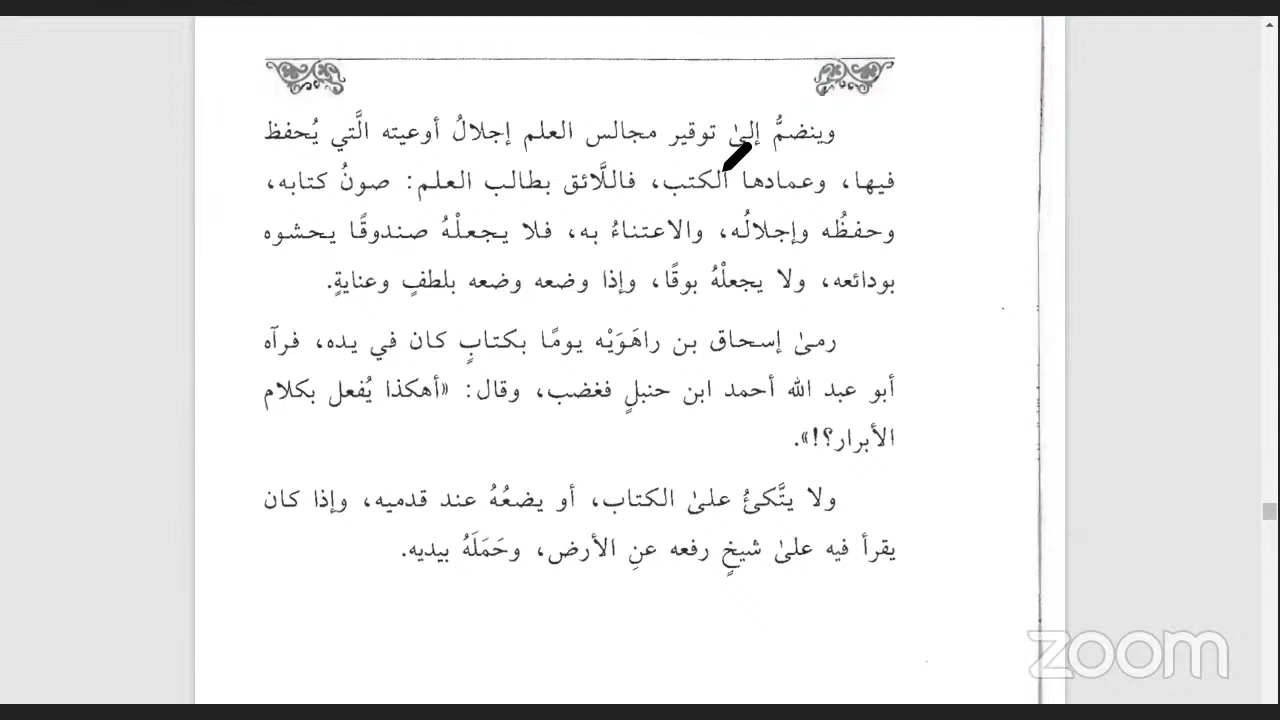 وينضمُّ إلىٰ توقير مجالس العلم إجلالُ أوعيته الَّتي يُحفظ
فيها، وعمادها الكتب، فاللَّائق بطالب العلم: صونُ كتابه،
وحفظُه وإجلالُه، والاعتناءُ به، فلا يجعلْهُ صندوقًا يحشوه
بودائعه، ولا يجعلْهُ بوقًا، وإذا وضعه وضعه بلطفٍ وعنايةٍ.
رمىٰ إسحاق بن راهَوَيْه يومًا بكتابٍ كان في يده، فرآه
أبو عبد الله أحمد ابن حنبلٍ فغضب، وقال: «أهكذا يُفعل بكلام
الأبرار؟!».
ولا يتَّكئُ علىٰ الكتاب، أو يضعُهُ عند قدميه، وإذا كان
يقرأ فيه علىٰ شيخٍ رفعه عنِ الأرض، وحَمَلَهُ بيديه.
zoom